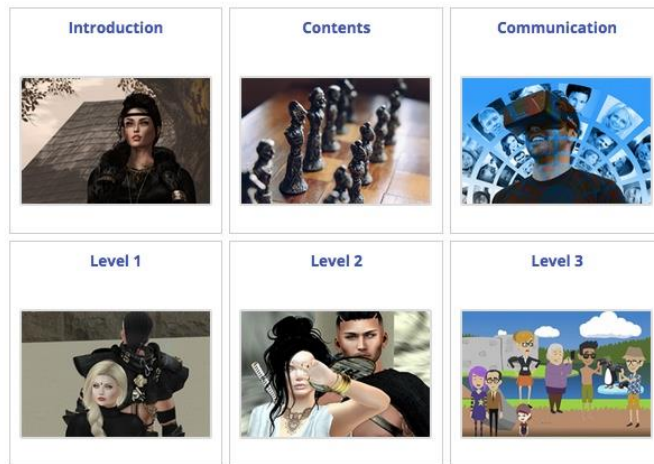 Introduction
Contents
Communication
Level 1
Level 2
Level 3